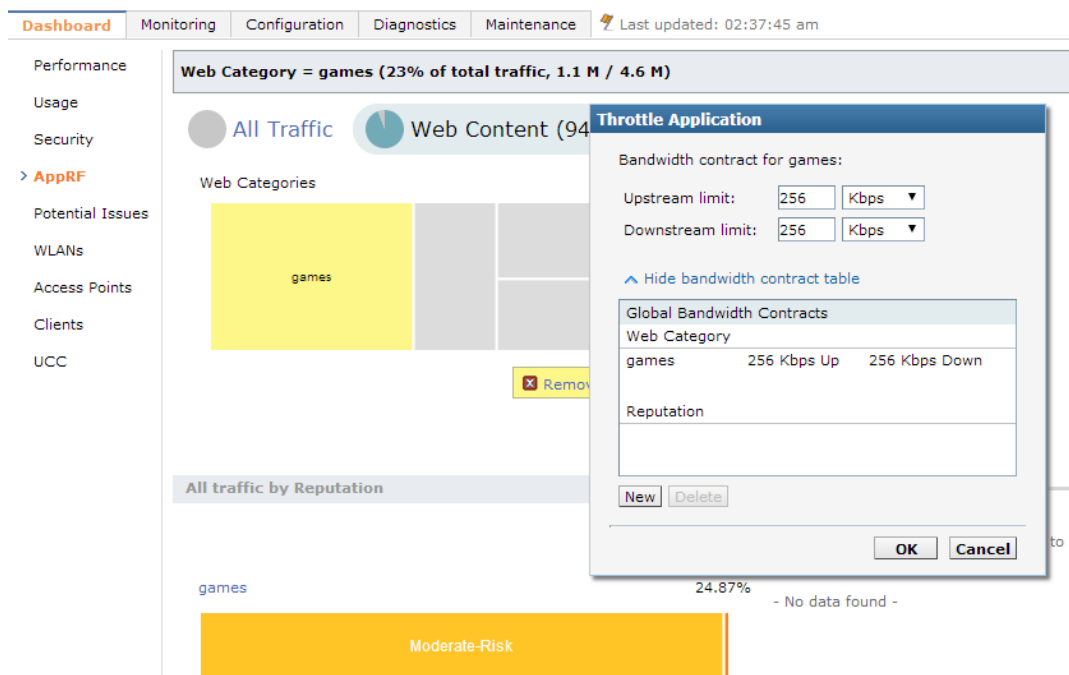 Dashboard Monitoring Configuration Diagnostics Maintenance Last updated: 02:37:45 am
Performance
Usage
Security
AppRF
Potential Issues
WLANs
Access Points
Clients
UCC
Web Category = games (23% of total traffic, 1.1 M / 4.6 M)
All Traffic Web Content (94
Web Categories
games
Remov
All traffic by Reputation
games 24.87%
Moderate-Risk
Throttle Application
Bandwidth contract for games:
Upstream limit: 256 Kbps
Downstream limit: 256 Kbps
Hide bandwidth contract table
Global Bandwidth Contracts
Web Category
games 256 Kbps Up 256 Kbps Down
Reputation
New Delete
OK Cancel
to
- No data found -